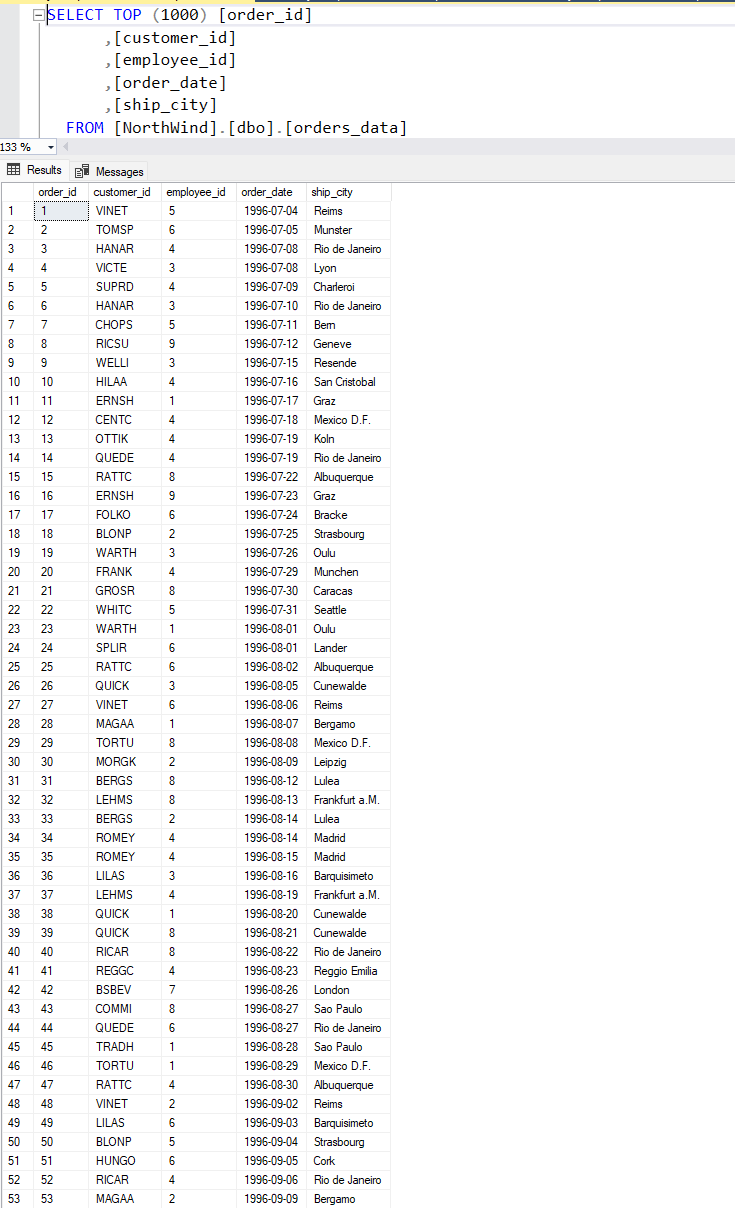 SELECT TOP (1000) [order_id]
,[customer_id]
,[employee_id]
,[order_date]
,[ship_city]
FROM [NorthWind].[dbo].[orders_data]
133 %
Results Messages
order_id customer_id employee_id order_date ship_city
1 1 VINET 5 1996-07-04 Reims
2 2 TOMSP 6 1996-07-05 Munster
3 3 HANAR 4 1996-07-08 Rio de Janeiro
4 4 VICTE 3 1996-07-08 Lyon
5 5 SUPRD 4 1996-07-09 Charleroi
6 6 HANAR 3 1996-07-10 Rio de Janeiro
7 7 CHOPS 5 1996-07-11 Bern
8 8 RICSU 9 1996-07-12 Geneve
9 9 WELLI 3 1996-07-15 Resende
10 10 HILAA 4 1996-07-16 San Cristobal
11 11 ERNSH 1 1996-07-17 Graz
12 12 CENTC 4 1996-07-18 Mexico D.F.
13 13 OTTIK 4 1996-07-19 Koln
14 14 QUEDE 4 1996-07-19 Rio de Janeiro
15 15 RATTC 8 1996-07-22 Albuquerque
16 16 ERNSH 9 1996-07-23 Graz
17 17 FOLKO 6 1996-07-24 Bracke
18 18 BLONP 2 1996-07-25 Strasbourg
19 19 WARTH 3 1996-07-26 Oulu
20 20 FRANK 4 1996-07-29 Munchen
21 21 GROSR 8 1996-07-30 Caracas
22 22 WHITC 5 1996-07-31 Seattle
23 23 WARTH 1 1996-08-01 Oulu
24 24 SPLIR 6 1996-08-01 Lander
25 25 RATTC 6 1996-08-02 Albuquerque
26 26 QUICK 3 1996-08-05 Cunewalde
27 27 VINET 6 1996-08-06 Reims
28 28 MAGAA 1 1996-08-07 Bergamo
29 29 TORTU 8 1996-08-08 Mexico D.F.
30 30 MORGK 2 1996-08-09 Leipzig
31 31 BERGS 8 1996-08-12 Lulea
32 32 LEHMS 8 1996-08-13 Frankfurt a.M.
33 33 BERGS 2 1996-08-14 Lulea
34 34 ROMEY 4 1996-08-14 Madrid
35 35 ROMEY 4 1996-08-15 Madrid
36 36 LILAS 3 1996-08-16 Barquisimeto
37 37 LEHMS 4 1996-08-19 Frankfurt a.M.
38 38 QUICK 1 1996-08-20 Cunewalde
39 39 QUICK 8 1996-08-21 Cunewalde
40 40 RICAR 8 1996-08-22 Rio de Janeiro
41 41 REGGC 4 1996-08-23 Reggio Emilia
42 42 BSBEV 7 1996-08-26 London
43 43 COMMI 8 1996-08-27 Sao Paulo
44 44 QUEDE 6 1996-08-27 Rio de Janeiro
45 45 TRADH 1 1996-08-28 Sao Paulo
46 46 TORTU 1 1996-08-29 Mexico D.F.
47 47 RATTC 4 1996-08-30 Albuquerque
48 48 VINET 2 1996-09-02 Reims
49 49 LILAS 6 1996-09-03 Barquisimeto
50 50 BLONP 5 1996-09-04 Strasbourg
51 51 HUNGO 6 1996-09-05 Cork
52 52 RICAR 4 1996-09-06 Rio de Janeiro
53 53 MAGAA 2 1996-09-09 Bergamo